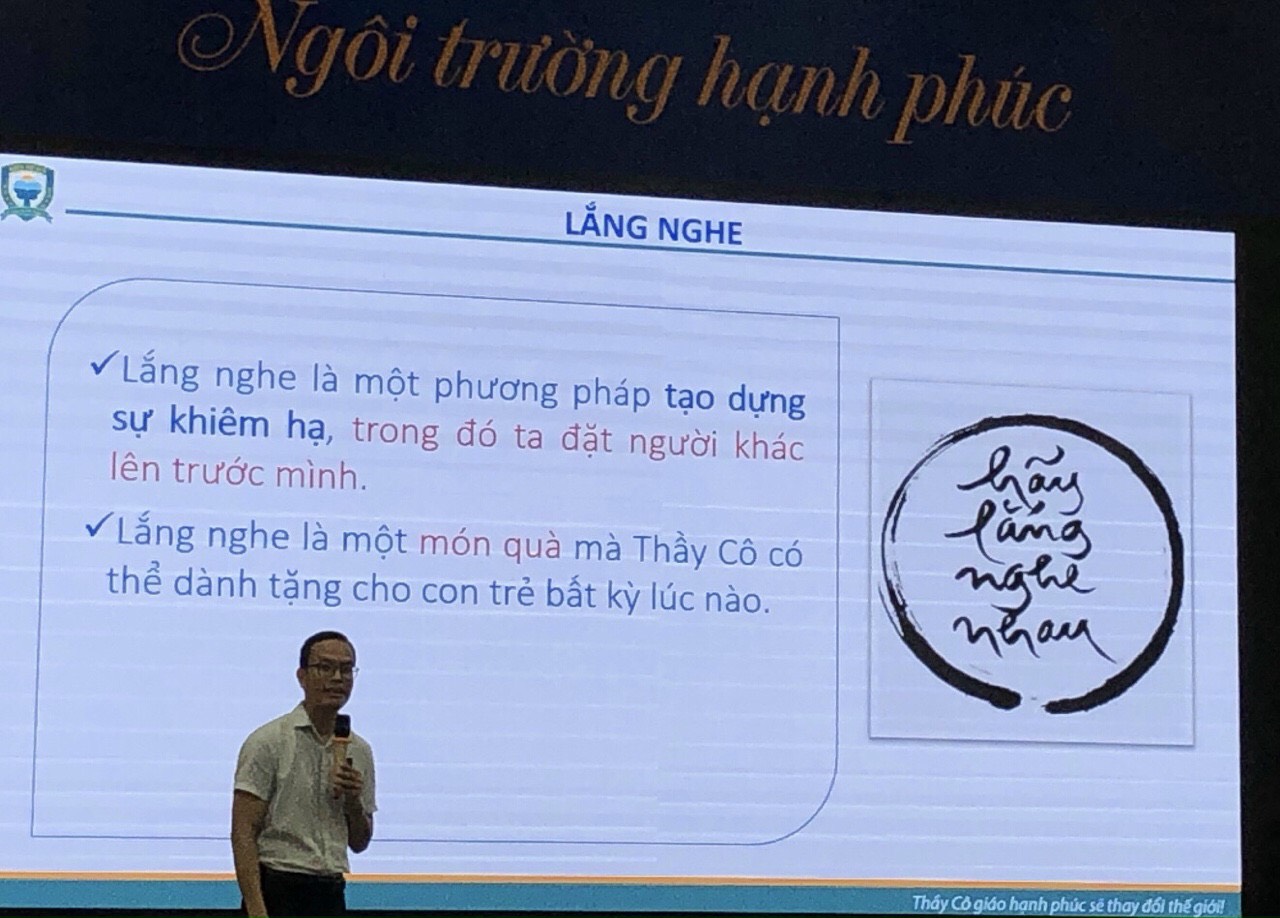 Ngôi trường hạnh phúc
LẮNG NGHE
✓Lắng nghe là một phương pháp tạo dựng
sự khiêm hạ, trong đó ta đặt người khác
lên trước mình.
✓Lắng nghe là một món quà mà Thầy Cô có
thể dành tặng cho con trẻ bất kỳ lúc nào.
hãy
lắng
nghe
nhau
Thầy Cô giáo hạnh phúc sẽ thay đổi thế giới!